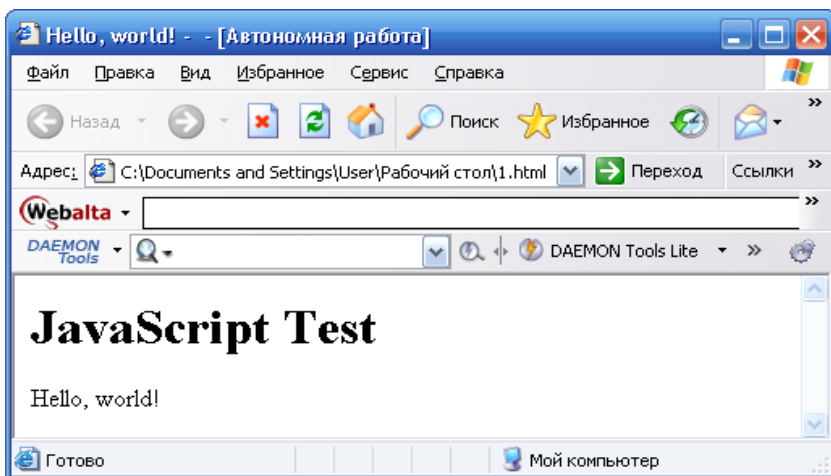 Hello, world! - - [Автономная работа]
Файл Правка Вид Избранное Сервис Справка
Назад Поиск Избранное »
Адрес: C:\Documents and Settings\User\Рабочий стол\1.html Переход Ссылки »
Webalta »
DAEMON Tools DAEMON Tools Lite »
JavaScript Test
Hello, world!
Готово Мой компьютер